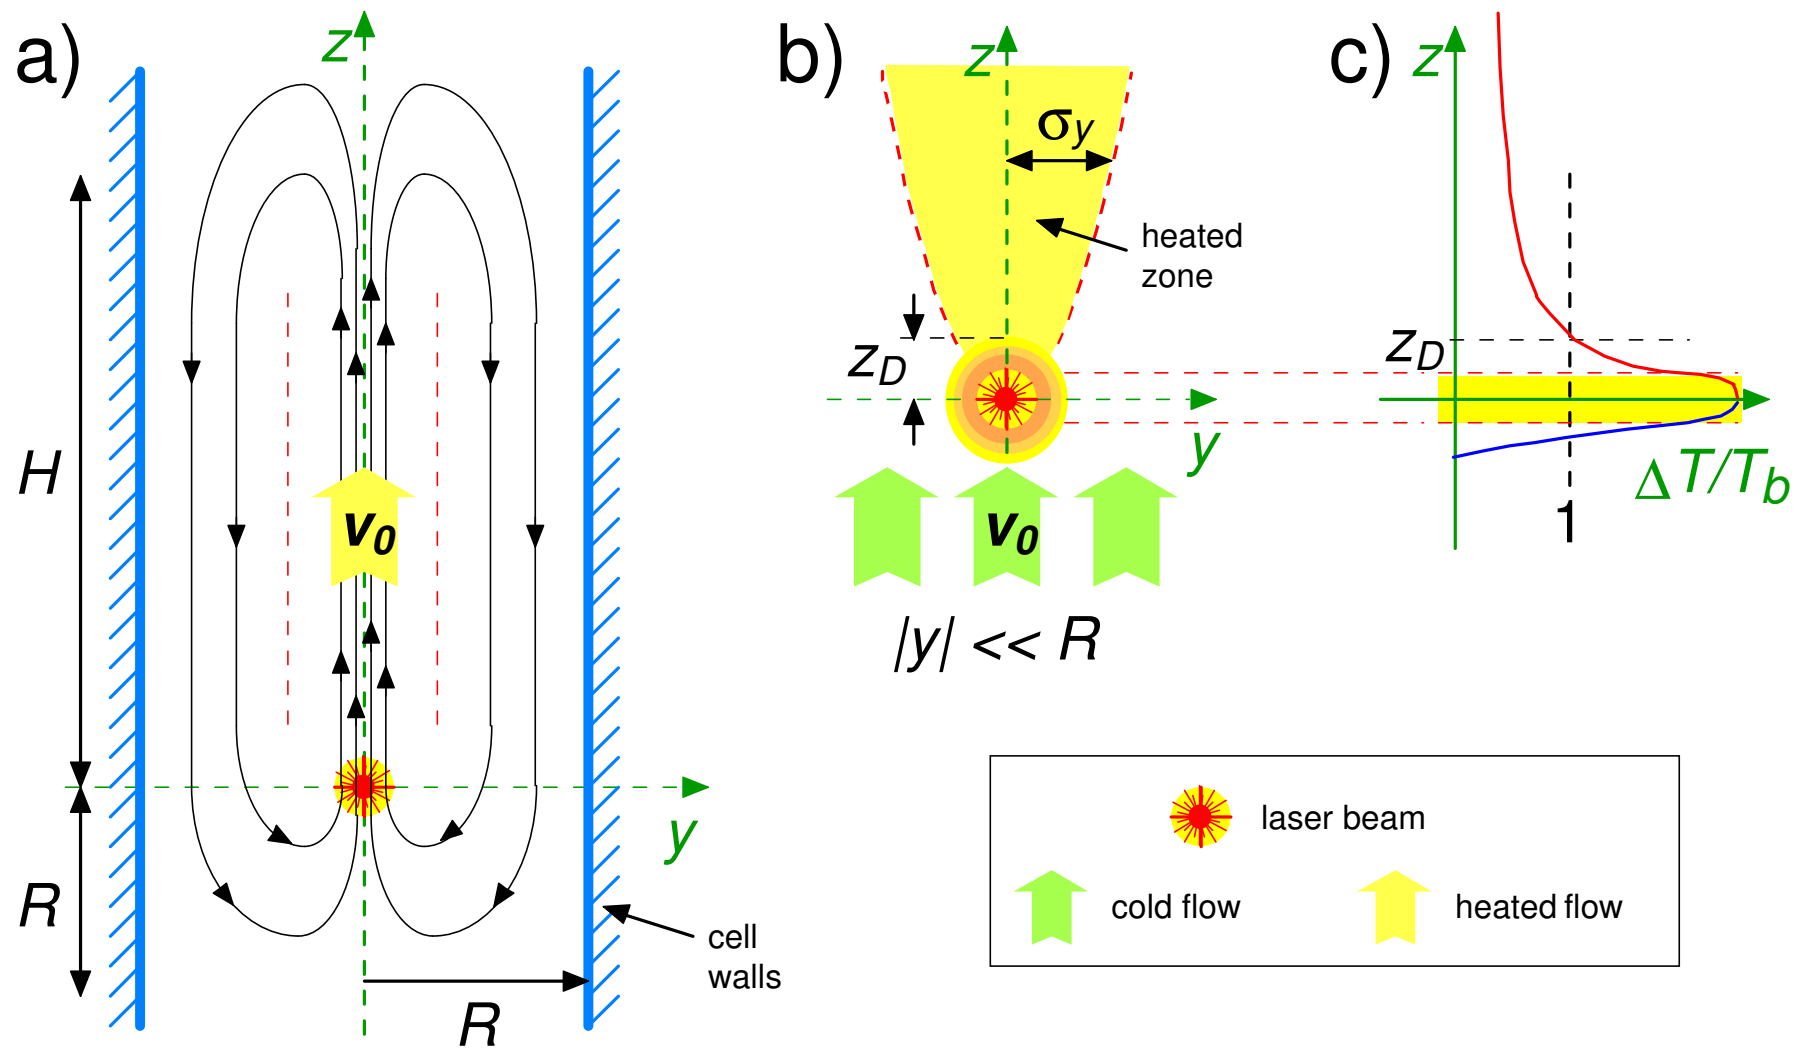 a)
z
H
v0
y
R
R
cell
walls
b)
z
σy
heated
zone
zD
y
v0
|y| << R
c)
z
zD
ΔT/Tb
1
laser beam
cold flow
heated flow